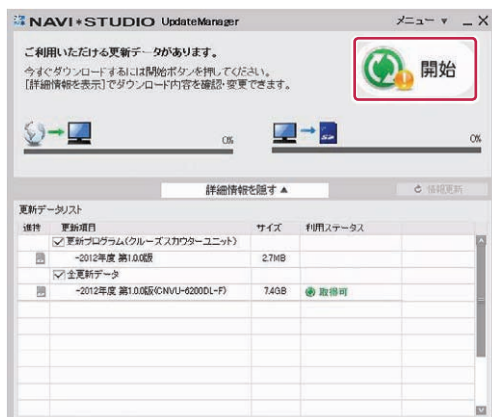 NAVI*STUDIO UpdateManager メニュー ▼ _ X
ご利用いただける更新データがあります。
今すぐダウンロードするには開始ボタンを押してください。
[詳細情報を表示]でダウンロード内容を確認・変更できます。
開始
0% 0%
詳細情報を隠す ▲ 情報更新
更新データリスト
進捗 更新項目 サイズ 利用ステータス
更新プログラム(クルーズスカウターユニット)
-2012年度 第1.0.0版 2.7MB
全更新データ
-2012年度 第1.0.0版(CNVU-6200DL-F) 7.4GB 取得可